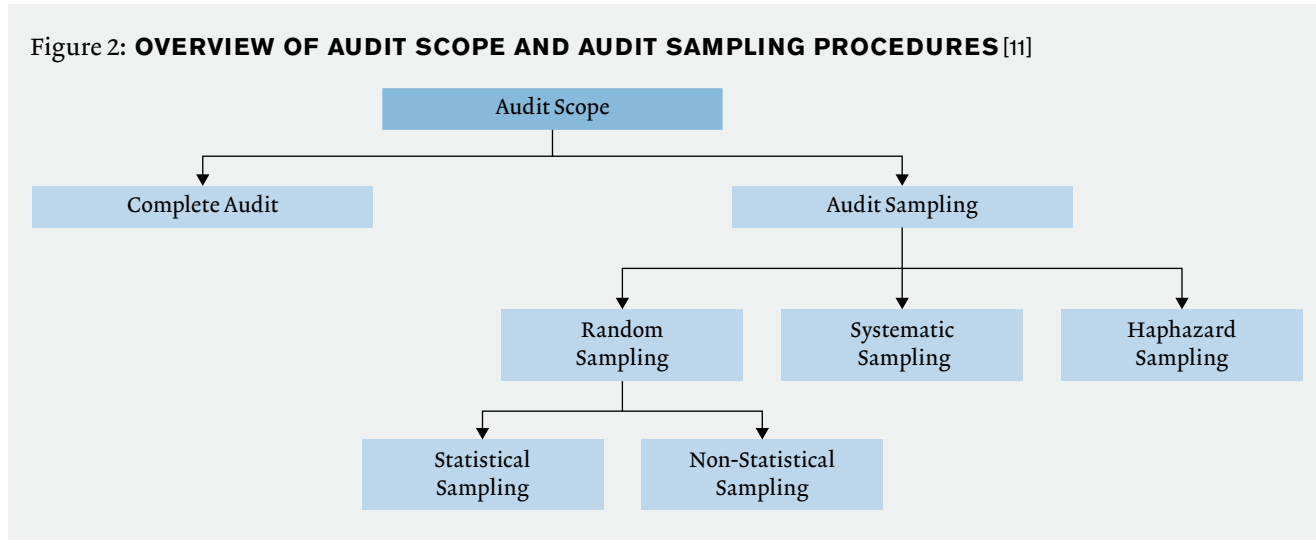 Figure 2: OVERVIEW OF AUDIT SCOPE AND AUDIT SAMPLING PROCEDURES [11]
Audit Scope
Complete Audit
Audit Sampling
Random
Sampling
Systematic
Sampling
Haphazard
Sampling
Statistical
Sampling
Non-Statistical
Sampling